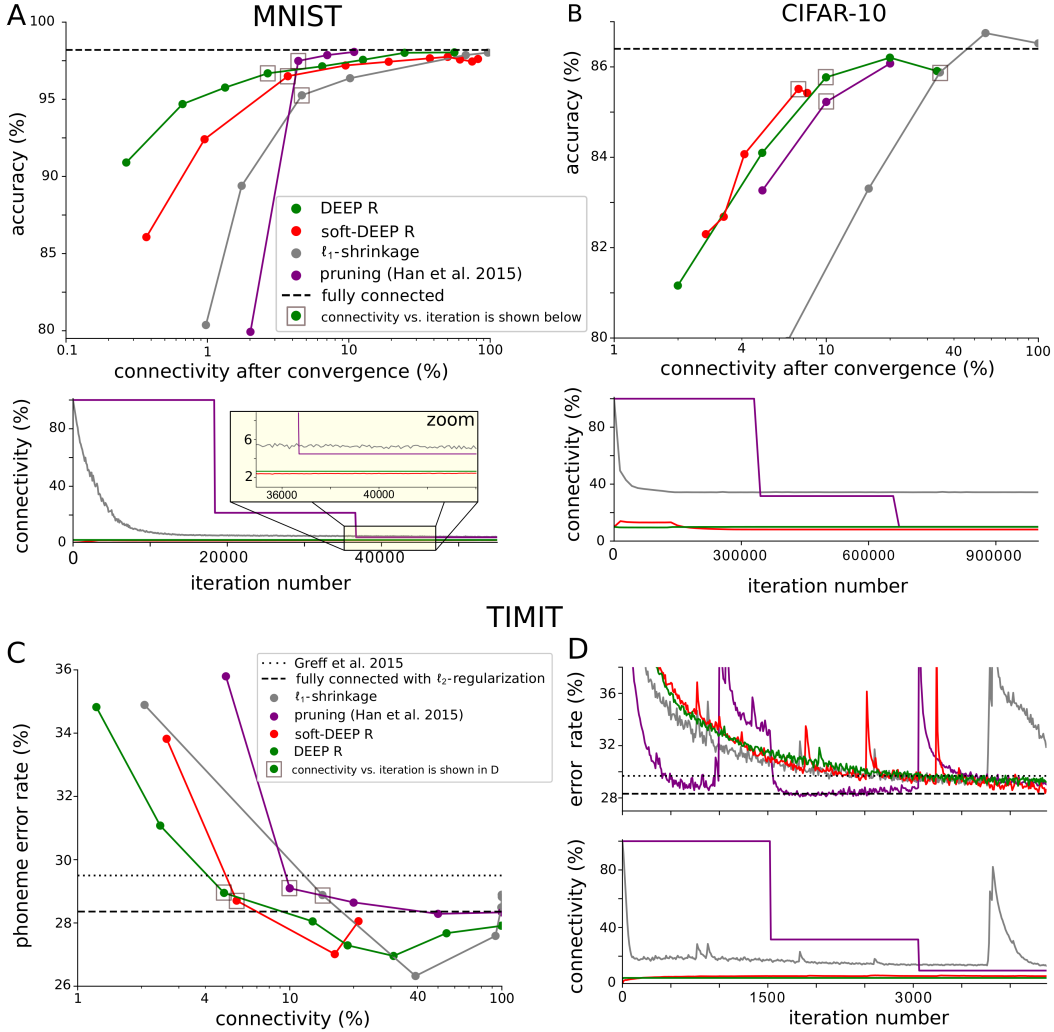 A
MNIST
B
CIFAR-10
accuracy (%)
100
95
90
85
80
0.1
1
10
100
connectivity after convergence (%)
DEEP R
soft-DEEP R
ℓ₁-shrinkage
pruning (Han et al. 2015)
fully connected
connectivity vs. iteration is shown below
accuracy (%)
86
84
82
80
1
4
10
40
100
connectivity after convergence (%)
connectivity (%)
80
40
0
0
20000
40000
iteration number
zoom
6
2
36000
40000
connectivity (%)
80
40
0
0
300000
600000
900000
iteration number
TIMIT
C
phoneme error rate (%)
36
34
32
30
28
26
1
4
10
40
100
connectivity (%)
Greff et al. 2015
fully connected with ℓ₂-regularization
ℓ₁-shrinkage
pruning (Han et al. 2015)
soft-DEEP R
DEEP R
connectivity vs. iteration is shown in D
D
error rate (%)
36
32
28
connectivity (%)
80
40
0
0
1500
3000
iteration number